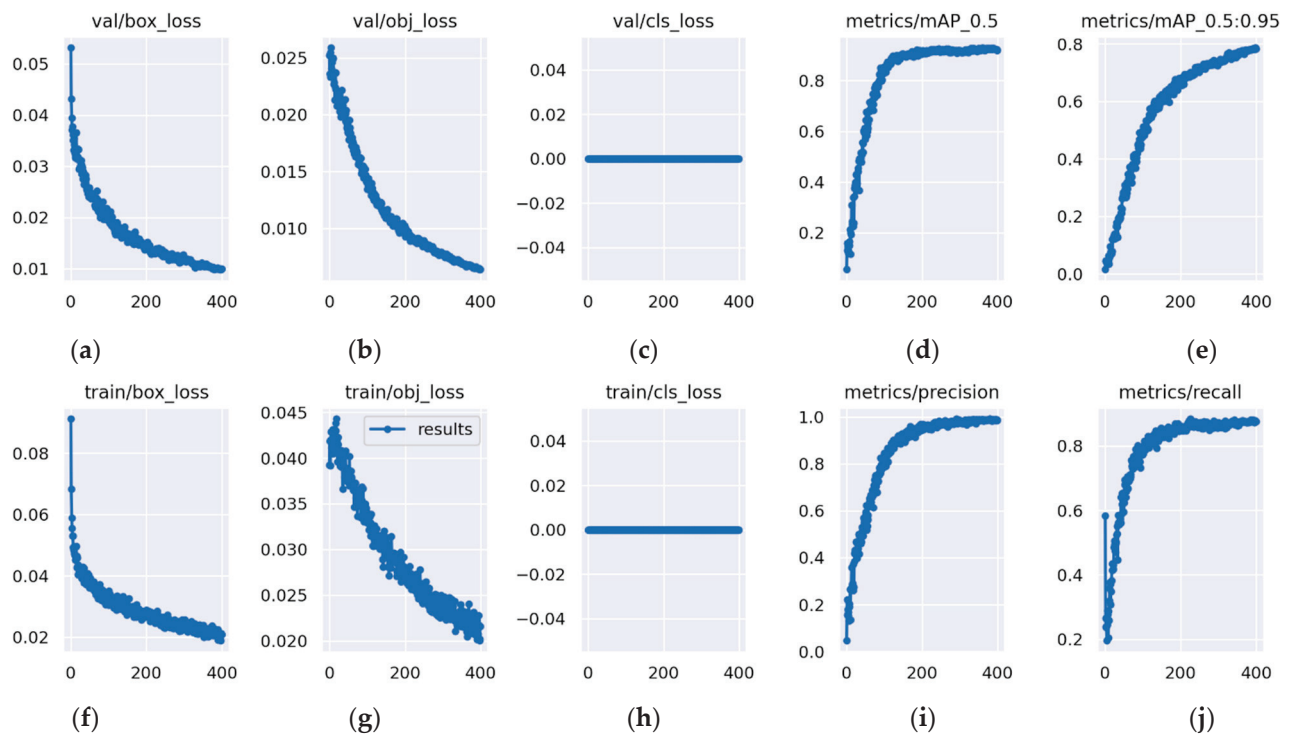 val/box_loss
val/obj_loss
val/cls_loss
metrics/mAP_0.5
metrics/mAP_0.5:0.95
0.05
0.04
0.03
0.02
0.01
0 200 400
0.025
0.020
0.015
0.010
0 200 400
0.04
0.02
0.00
−0.02
−0.04
0 200 400
0.8
0.6
0.4
0.2
0 200 400
0.8
0.6
0.4
0.2
0.0
0 200 400
(a)
(b)
(c)
(d)
(e)
train/box_loss
train/obj_loss
train/cls_loss
metrics/precision
metrics/recall
0.08
0.06
0.04
0.02
0 200 400
results
0.045
0.040
0.035
0.030
0.025
0.020
0 200 400
0.04
0.02
0.00
−0.02
−0.04
0 200 400
1.0
0.8
0.6
0.4
0.2
0.0
0 200 400
0.8
0.6
0.4
0.2
0 200 400
(f)
(g)
(h)
(i)
(j)